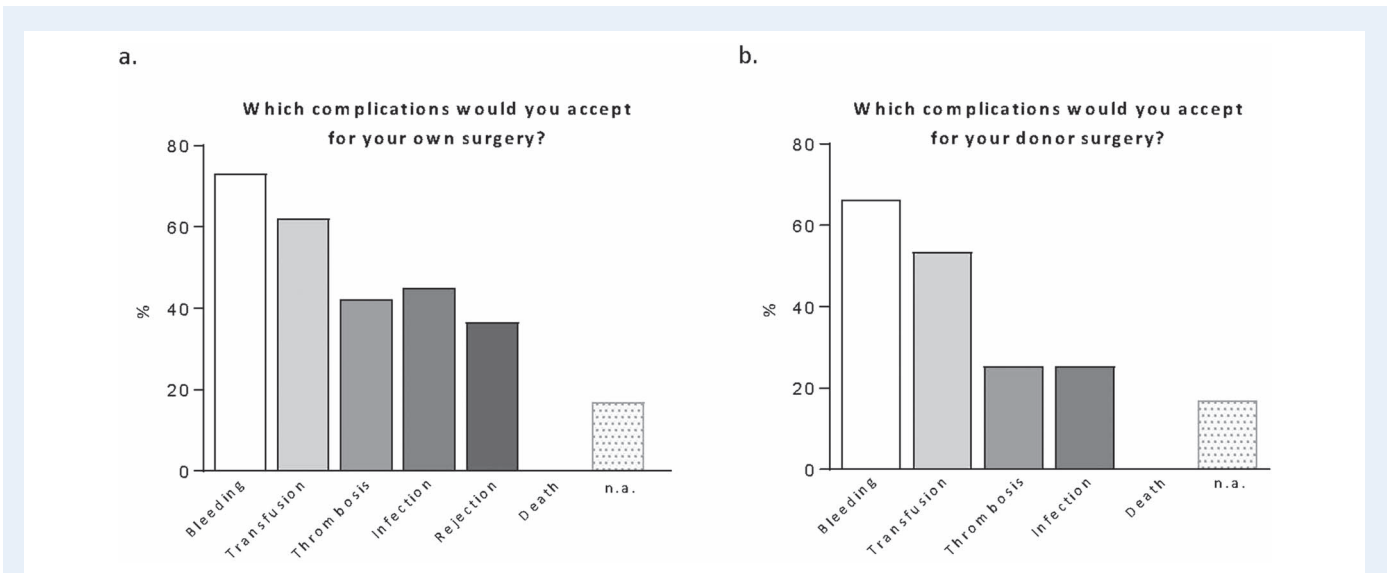 a.
Which complications would you accept
for your own surgery?
80
60
40
20
0
%
Bleeding
Transfusion
Thrombosis
Infection
Rejection
Death
n.a.
b.
Which complications would you accept
for your donor surgery?
80
60
40
20
0
%
Bleeding
Transfusion
Thrombosis
Infection
Death
n.a.